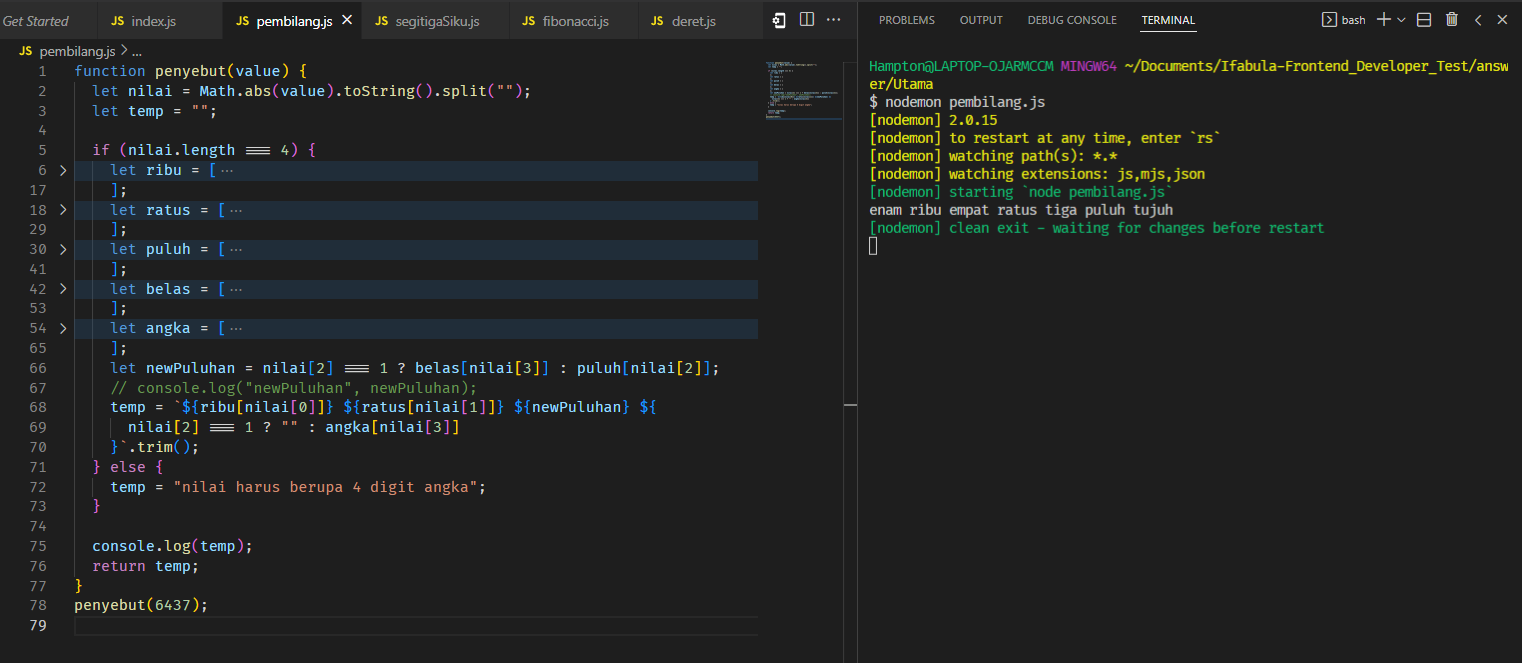 Get Started
JS index.js
JS pembilang.js
JS segitigaSiku.js
JS fibonacci.js
JS deret.js
JS pembilang.js > ...
1 function penyebut(value) {
2 let nilai = Math.abs(value).toString().split("");
3 let temp = "";
4
5 if (nilai.length === 4) {
6 let ribu = [ ...
17 ];
18 let ratus = [ ...
29 ];
30 let puluh = [ ...
41 ];
42 let belas = [ ...
53 ];
54 let angka = [ ...
65 ];
66 let newPuluhan = nilai[2] === 1 ? belas[nilai[3]] : puluh[nilai[2]];
67 // console.log("newPuluhan", newPuluhan);
68 temp = `${ribu[nilai[0]]} ${ratus[nilai[1]]} ${newPuluhan} ${
69 nilai[2] === 1 ? "" : angka[nilai[3]]
70 }`.trim();
71 } else {
72 temp = "nilai harus berupa 4 digit angka";
73 }
74
75 console.log(temp);
76 return temp;
77 }
78 penyebut(6437);
79
PROBLEMS
OUTPUT
DEBUG CONSOLE
TERMINAL
bash
Hampton@LAPTOP-OJARMCCM MINGW64 ~/Documents/Ifabula-Frontend_Developer_Test/answ
er/Utama
$ nodemon pembilang.js
[nodemon] 2.0.15
[nodemon] to restart at any time, enter `rs`
[nodemon] watching path(s): *.*
[nodemon] watching extensions: js,mjs,json
[nodemon] starting `node pembilang.js`
enam ribu empat ratus tiga puluh tujuh
[nodemon] clean exit - waiting for changes before restart